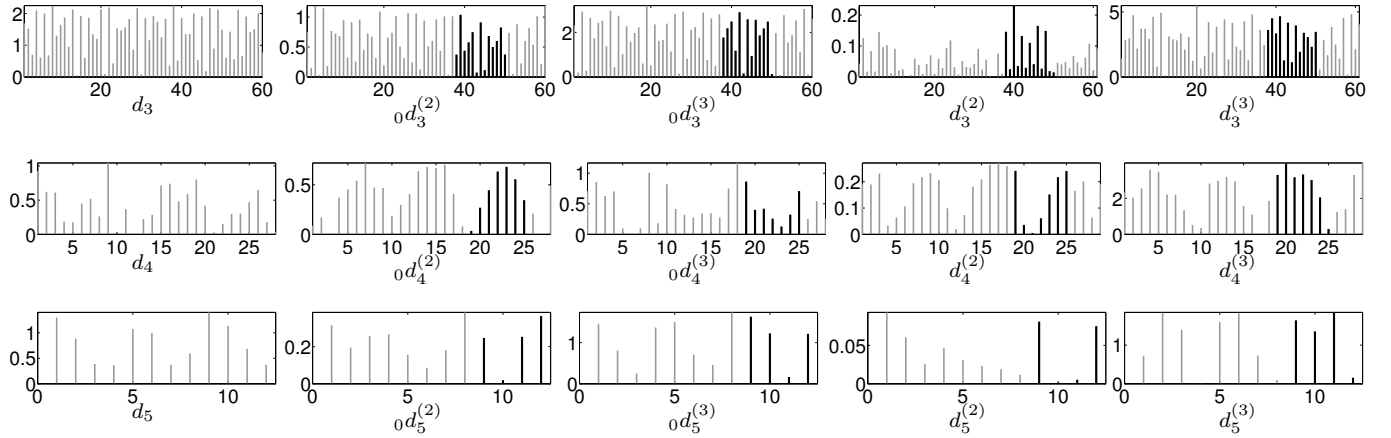 2 1 0 20 40 60 d₃
1 0.5 0 0 20 40 60 ₀d₃⁽²⁾
2 0 0 20 40 60 ₀d₃⁽³⁾
0.2 0.1 0 20 40 60 d₃⁽²⁾
5 0 20 40 60 d₃⁽³⁾
1 0.5 0 5 10 15 20 25 d₄
0.5 0 5 10 15 20 25 ₀d₄⁽²⁾
1 0.5 0 5 10 15 20 25 ₀d₄⁽³⁾
0.2 0.1 0 5 10 15 20 25 d₄⁽²⁾
2 0 5 10 15 20 25 d₄⁽³⁾
1 0.5 0 0 5 10 d₅
0.2 0 0 5 10 ₀d₅⁽²⁾
1 0 0 5 10 ₀d₅⁽³⁾
0.05 0 0 5 10 d₅⁽²⁾
1 0 0 5 10 d₅⁽³⁾